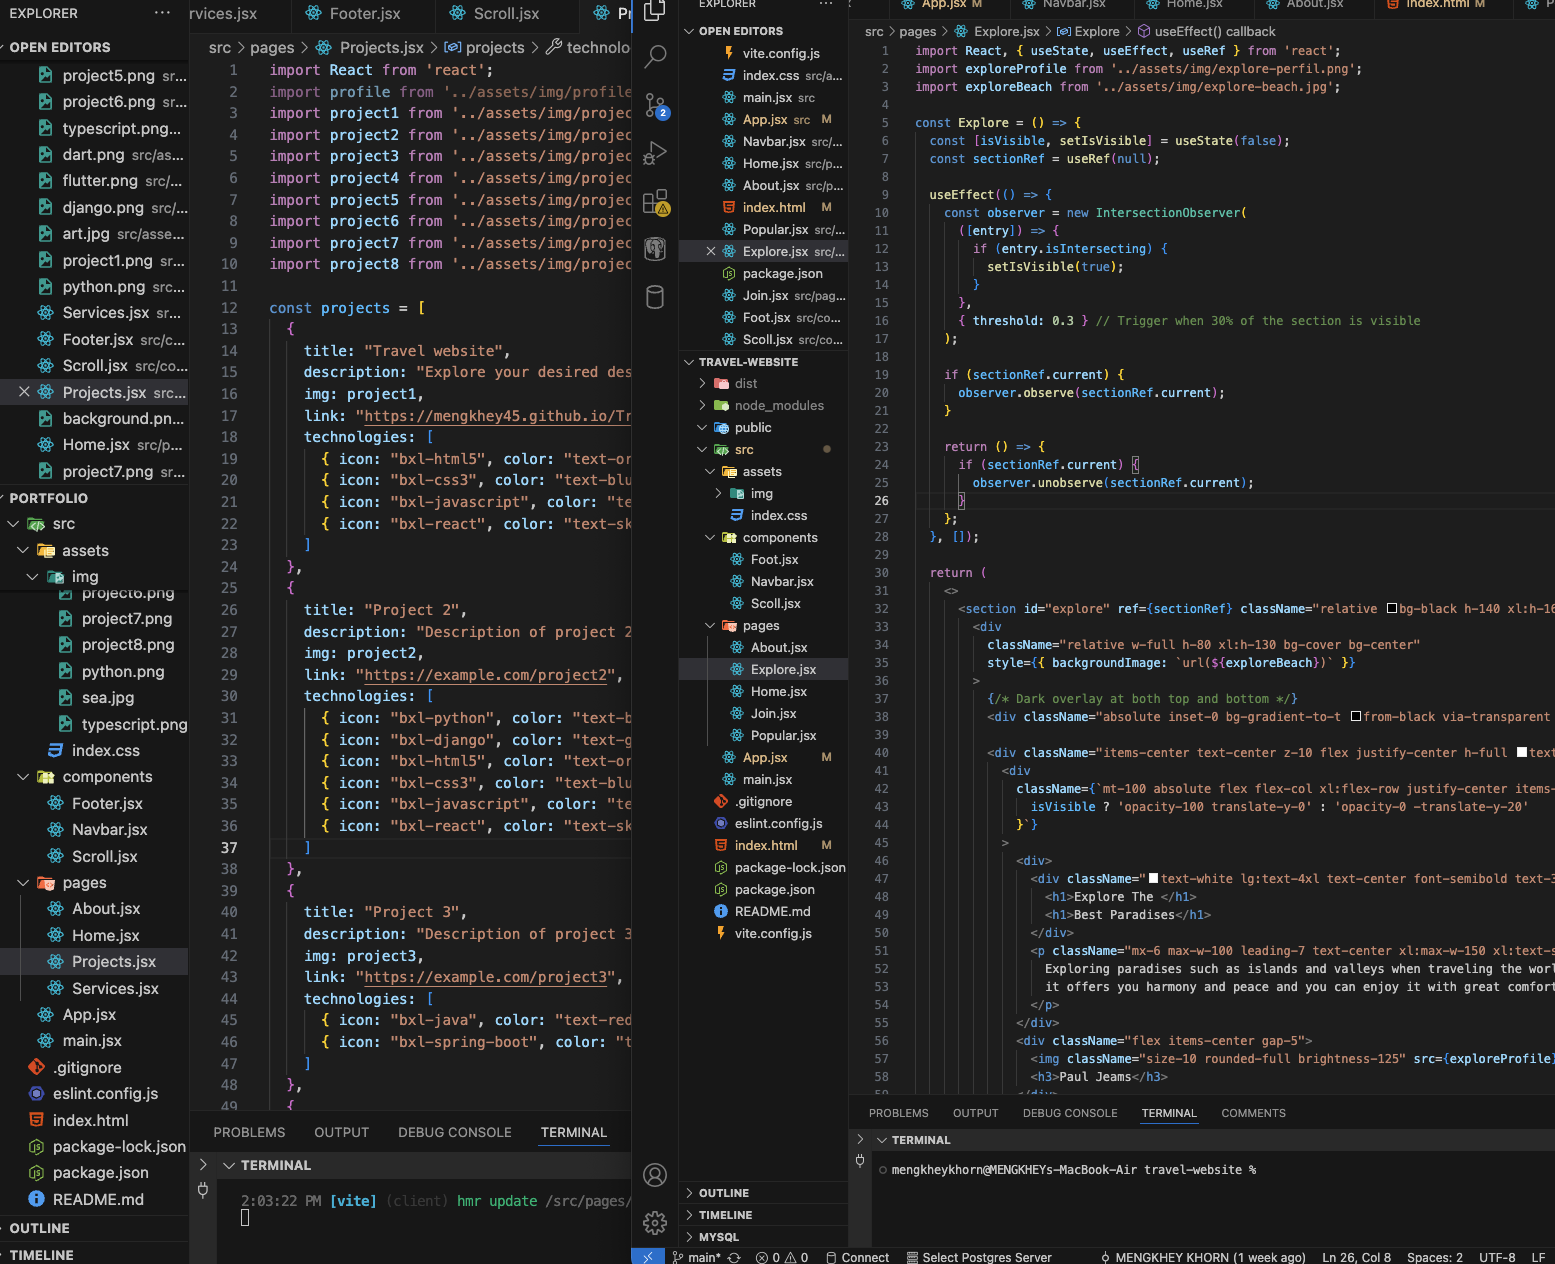 EXPLORER
OPEN EDITORS
project5.png sr...
project6.png sr...
typescript.png...
dart.png src/as...
flutter.png src/...
django.png src/...
art.jpg src/asse...
project1.png src...
python.png src...
Services.jsx sr...
Footer.jsx src/c...
Scroll.jsx src/co...
Projects.jsx src...
background.pn...
Home.jsx src/p...
project7.png sr...
PORTFOLIO
src
assets
img
project6.png
project7.png
project8.png
python.png
sea.jpg
typescript.png
index.css
components
Footer.jsx
Navbar.jsx
Scroll.jsx
pages
About.jsx
Home.jsx
Projects.jsx
Services.jsx
App.jsx
main.jsx
.gitignore
eslint.config.js
index.html
package-lock.json
package.json
README.md
OUTLINE
TIMELINE
rvices.jsx Footer.jsx Scroll.jsx
src > pages > Projects.jsx > projects > technolo
1 import React from 'react';
2 import profile from '../assets/img/profile
3 import project1 from '../assets/img/projec
4 import project2 from '../assets/img/projec
5 import project3 from '../assets/img/projec
6 import project4 from '../assets/img/projec
7 import project5 from '../assets/img/projec
8 import project6 from '../assets/img/projec
9 import project7 from '../assets/img/projec
10 import project8 from '../assets/img/projec
11
12 const projects = [
13 {
14 title: "Travel website",
15 description: "Explore your desired des
16 img: project1,
17 link: "https://mengkhey45.github.io/Tr
18 technologies: [
19 { icon: "bxl-html5", color: "text-or
20 { icon: "bxl-css3", color: "text-blu
21 { icon: "bxl-javascript", color: "te
22 { icon: "bxl-react", color: "text-sk
23 ]
24 },
25 {
26 title: "Project 2",
27 description: "Description of project 2
28 img: project2,
29 link: "https://example.com/project2",
30 technologies: [
31 { icon: "bxl-python", color: "text-b
32 { icon: "bxl-django", color: "text-g
33 { icon: "bxl-html5", color: "text-or
34 { icon: "bxl-css3", color: "text-blu
35 { icon: "bxl-javascript", color: "te
36 { icon: "bxl-react", color: "text-sk
37 ]
38 },
39 {
40 title: "Project 3",
41 description: "Description of project 3
42 img: project3,
43 link: "https://example.com/project3",
44 technologies: [
45 { icon: "bxl-java", color: "text-red
46 { icon: "bxl-spring-boot", color: "t
47 ]
48 },
49 {
PROBLEMS OUTPUT DEBUG CONSOLE TERMINAL
TERMINAL
2:03:22 PM [vite] (client) hmr update /src/pages/
2
EXPLORER
OPEN EDITORS
vite.config.js
index.css src/a...
main.jsx src
App.jsx src M
Navbar.jsx src/...
Home.jsx src/p...
About.jsx src/p...
index.html M
Popular.jsx src/...
Explore.jsx src/...
package.json
Join.jsx src/pag...
Foot.jsx src/co...
Scoll.jsx src/co...
TRAVEL-WEBSITE
dist
node_modules
public
src
assets
img
index.css
components
Foot.jsx
Navbar.jsx
Scoll.jsx
pages
About.jsx
Explore.jsx
Home.jsx
Join.jsx
Popular.jsx
App.jsx M
main.jsx
.gitignore
eslint.config.js
index.html M
package-lock.json
package.json
README.md
vite.config.js
OUTLINE
TIMELINE
MYSQL
App.jsx M Navbar.jsx Home.jsx About.jsx index.html M
src > pages > Explore.jsx > Explore > useEffect() callback
1 import React, { useState, useEffect, useRef } from 'react';
2 import exploreProfile from '../assets/img/explore-perfil.png';
3 import exploreBeach from '../assets/img/explore-beach.jpg';
4
5 const Explore = () => {
6 const [isVisible, setIsVisible] = useState(false);
7 const sectionRef = useRef(null);
8
9 useEffect(() => {
10 const observer = new IntersectionObserver(
11 ([entry]) => {
12 if (entry.isIntersecting) {
13 setIsVisible(true);
14 }
15 },
16 { threshold: 0.3 } // Trigger when 30% of the section is visible
17 );
18
19 if (sectionRef.current) {
20 observer.observe(sectionRef.current);
21 }
22
23 return () => {
24 if (sectionRef.current) {
25 observer.unobserve(sectionRef.current);
26 }
27 };
28 }, []);
29
30 return (
31 <>
32 <section id="explore" ref={sectionRef} className="relative bg-black h-140 xl:h-16
33 <div
34 className="relative w-full h-80 xl:h-130 bg-cover bg-center"
35 style={{ backgroundImage: `url(${exploreBeach})` }}
36 >
37 {/* Dark overlay at both top and bottom */}
38 <div className="absolute inset-0 bg-gradient-to-t from-black via-transparent
39
40 <div className="items-center text-center z-10 flex justify-center h-full text
41 <div
42 className={`mt-100 absolute flex flex-col xl:flex-row justify-center items-
43 isVisible ? 'opacity-100 translate-y-0' : 'opacity-0 -translate-y-20'
44 }`}
45 >
46 <div>
47 <div className="text-white lg:text-4xl text-center font-semibold text-3
48 <h1>Explore The </h1>
49 <h1>Best Paradises</h1>
50 </div>
51 <p className="mx-6 max-w-100 leading-7 text-center xl:max-w-150 xl:text-s
52 Exploring paradises such as islands and valleys when traveling the worl
53 it offers you harmony and peace and you can enjoy it with great comfort
54 </p>
55 </div>
56 <div className="flex items-center gap-5">
57 <img className="size-10 rounded-full brightness-125" src={exploreProfile}
58 <h3>Paul Jeams</h3>
PROBLEMS OUTPUT DEBUG CONSOLE TERMINAL COMMENTS
TERMINAL
mengkheykhorn@MENGKHEYs-MacBook-Air travel-website %
main* 0 0 Connect Select Postgres Server MENGKHEY KHORN (1 week ago) Ln 26, Col 8 Spaces: 2 UTF-8 LF